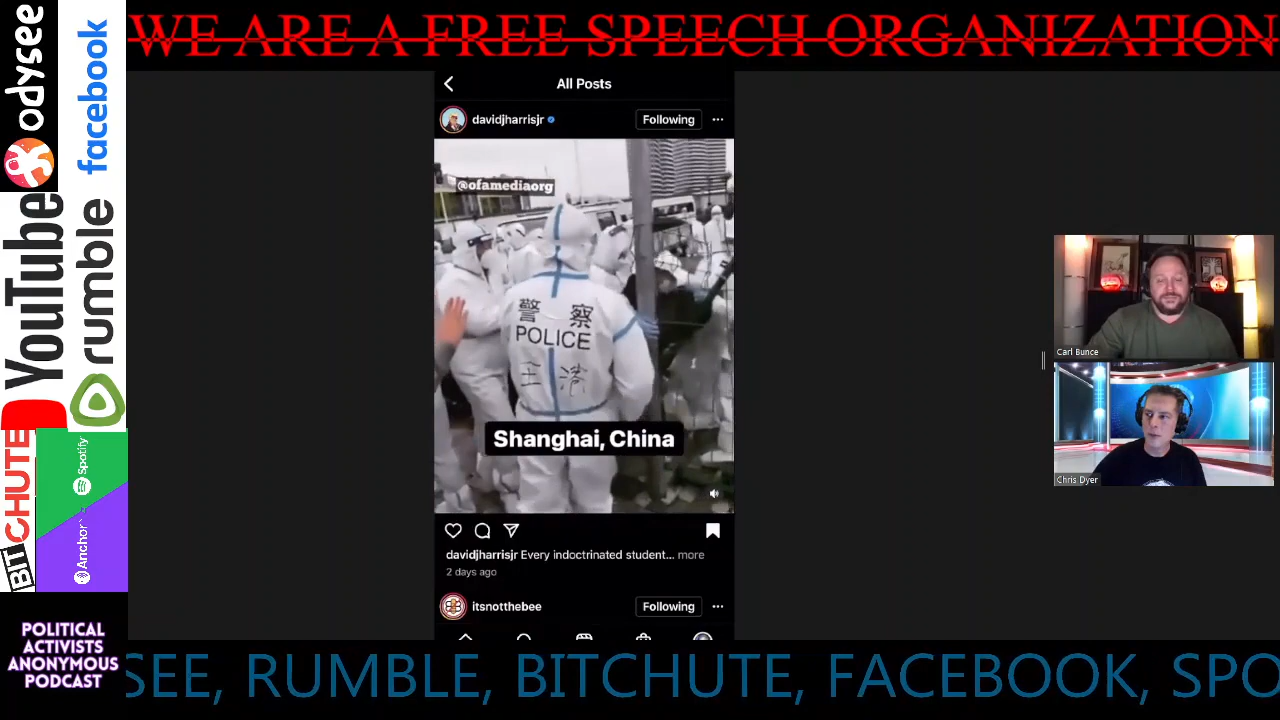 WE ARE A FREE SPEECH ORGANIZATION
odysee
facebook
YouTube
rumble
BITCHUTE
Spotify
Anchor
POLITICAL
ACTIVISTS
ANONYMOUS
PODCAST
All Posts
davidjharrisjr
Following
@ofamediaorg
警察
POLICE
Shanghai, China
davidjharrisjr Every indoctrinated student... more
2 days ago
itsnotthebee
Following
Carl Bunce
Chris Dyer
SEE, RUMBLE, BITCHUTE, FACEBOOK, SPO